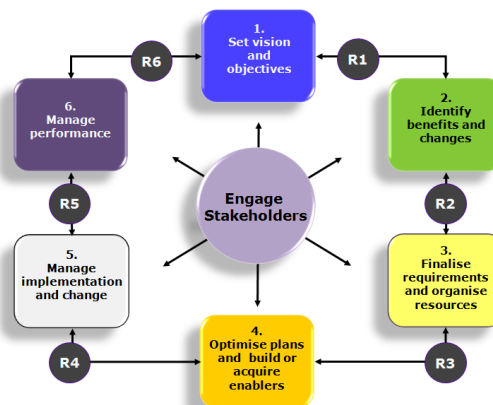 1.
Set vision
and
objectives
R1
2.
Identify
benefits and
changes
R2
3.
Finalise
requirements
and organise
resources
R3
4.
Optimise plans
and build or
acquire
enablers
R4
5.
Manage
implementation
and change
R5
6.
Manage
performance
R6
Engage
Stakeholders